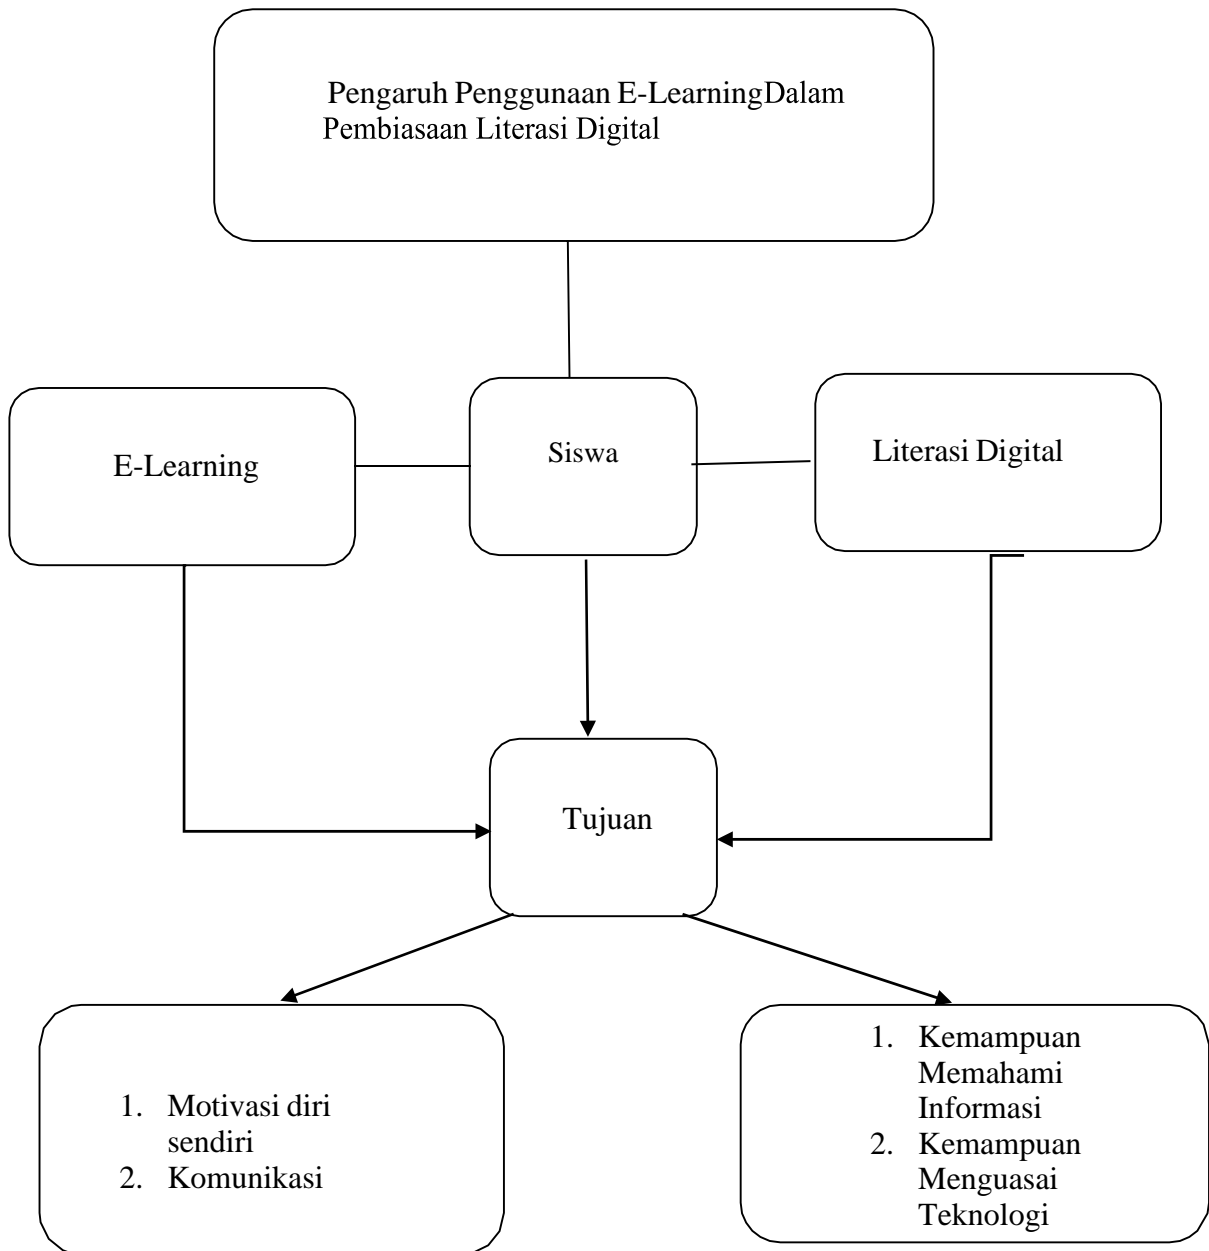 Pengaruh Penggunaan E-LearningDalam
Pembiasaan Literasi Digital
E-Learning
Siswa
Literasi Digital
Tujuan
1. Motivasi diri
sendiri
2. Komunikasi
1. Kemampuan
Memahami
Informasi
2. Kemampuan
Menguasai
Teknologi